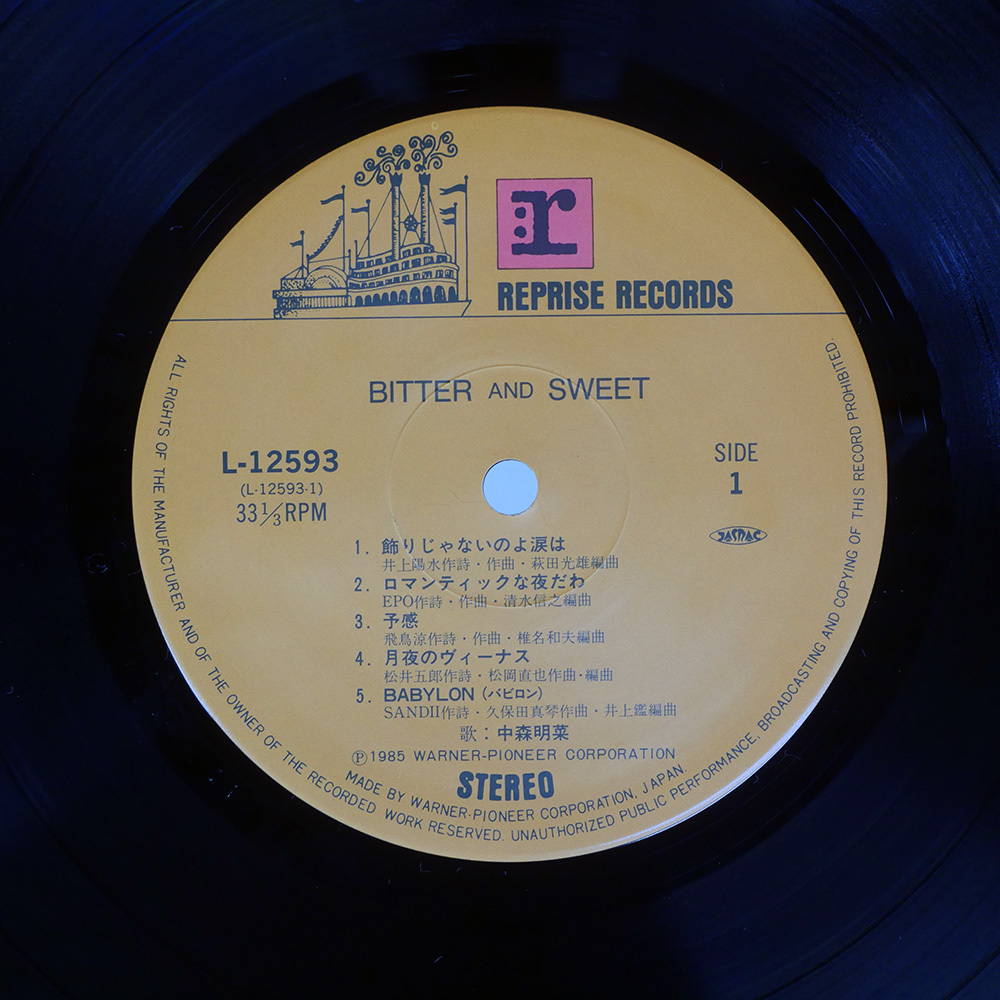 r
REPRISE RECORDS
BITTER AND SWEET
L-12593
(L-12593-1)
33 1/3 RPM
SIDE
1
JASRAC
1. 飾りじゃないのよ涙は
井上陽水作詩・作曲・萩田光雄編曲
2. ロマンティックな夜だわ
EPO作詩・作曲・清水信之編曲
3. 予感
飛鳥涼作詩・作曲・椎名和夫編曲
4. 月夜のヴィーナス
松井五郎作詩・松岡直也作曲・編曲
5 BABYLON (バビロン)
SANDII作詩・久保田真琴作曲・井上鑑編曲
歌：中森明菜
Ⓟ1985 WARNER-PIONEER CORPORATION
STEREO
MADE BY WARNER-PIONEER CORPORATION, JAPAN
ALL RIGHTS OF THE MANUFACTURER AND OF THE OWNER OF THE RECORDED WORK RESERVED. UNAUTHORIZED PUBLIC PERFORMANCE, BROADCASTING AND COPYING OF THIS RECORD PROHIBITED.